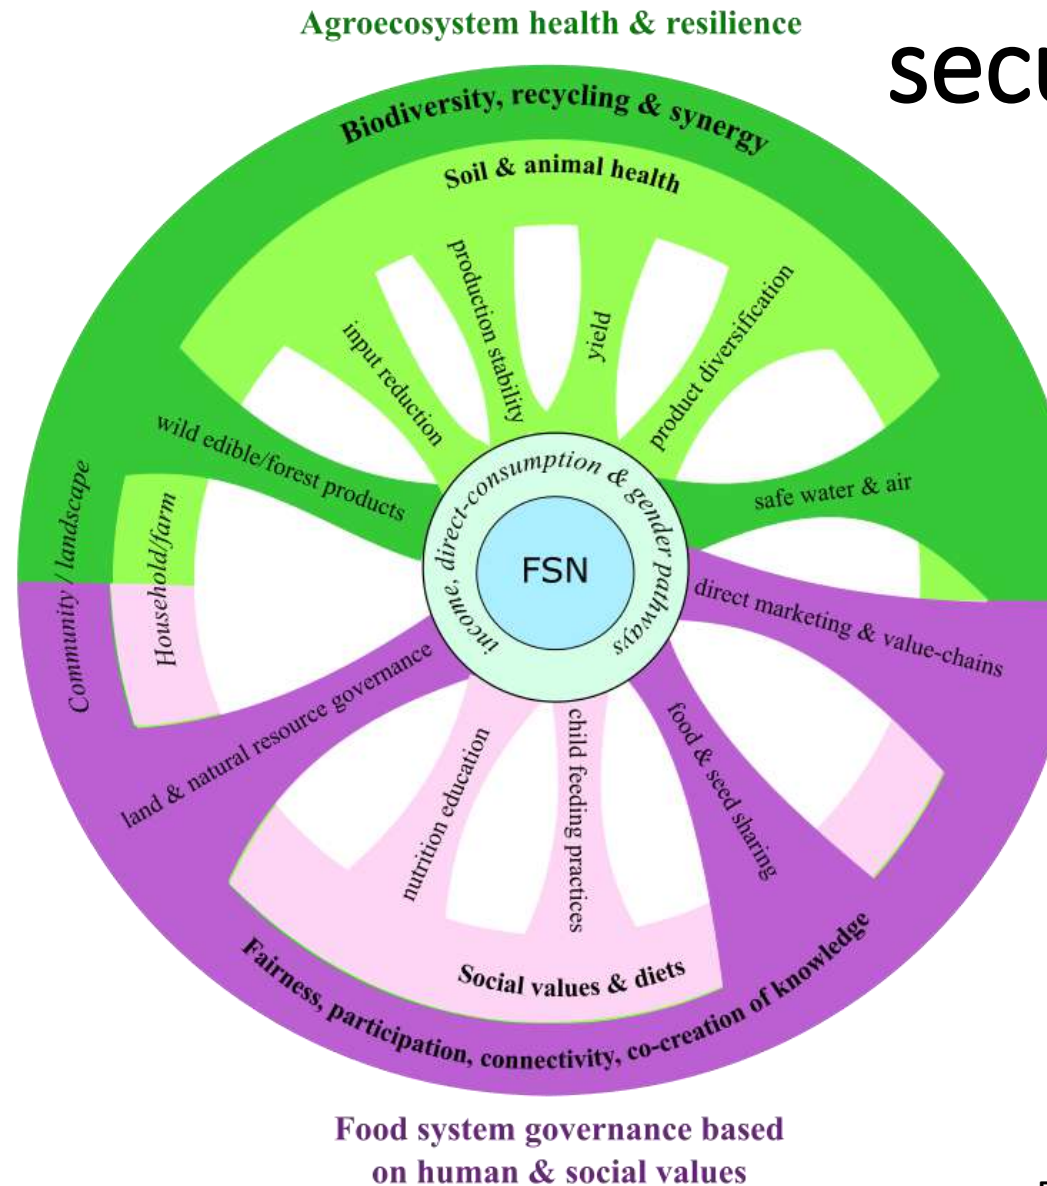 Agroecosystem health & resilience
secu
Biodiversity, recycling & synergy
Soil & animal health
input reduction
production stability
yield
product diversification
wild edible/forest products
safe water & air
Community / landscape
Household/farm
income, direct-consumption & gender pathways
FSN
direct marketing & value-chains
land & natural resource governance
nutrition education
child feeding practices
food & seed sharing
Social values & diets
Fairness, participation, connectivity, co-creation of knowledge
Food system governance based
on human & social values